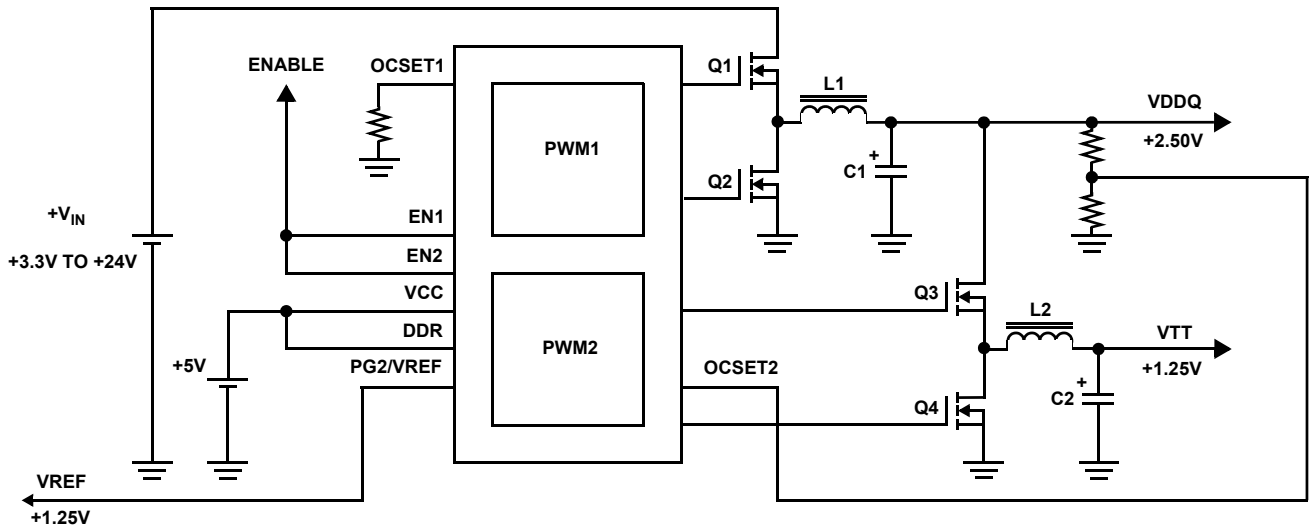 ENABLE
OCSET1
Q1
L1
VDDQ
+2.50V
PWM1
Q2
C1
+
+VIN
+3.3V TO +24V
EN1
EN2
VCC
DDR
+5V
PG2/VREF
PWM2
OCSET2
Q3
L2
VTT
+1.25V
Q4
C2
+
VREF
+1.25V